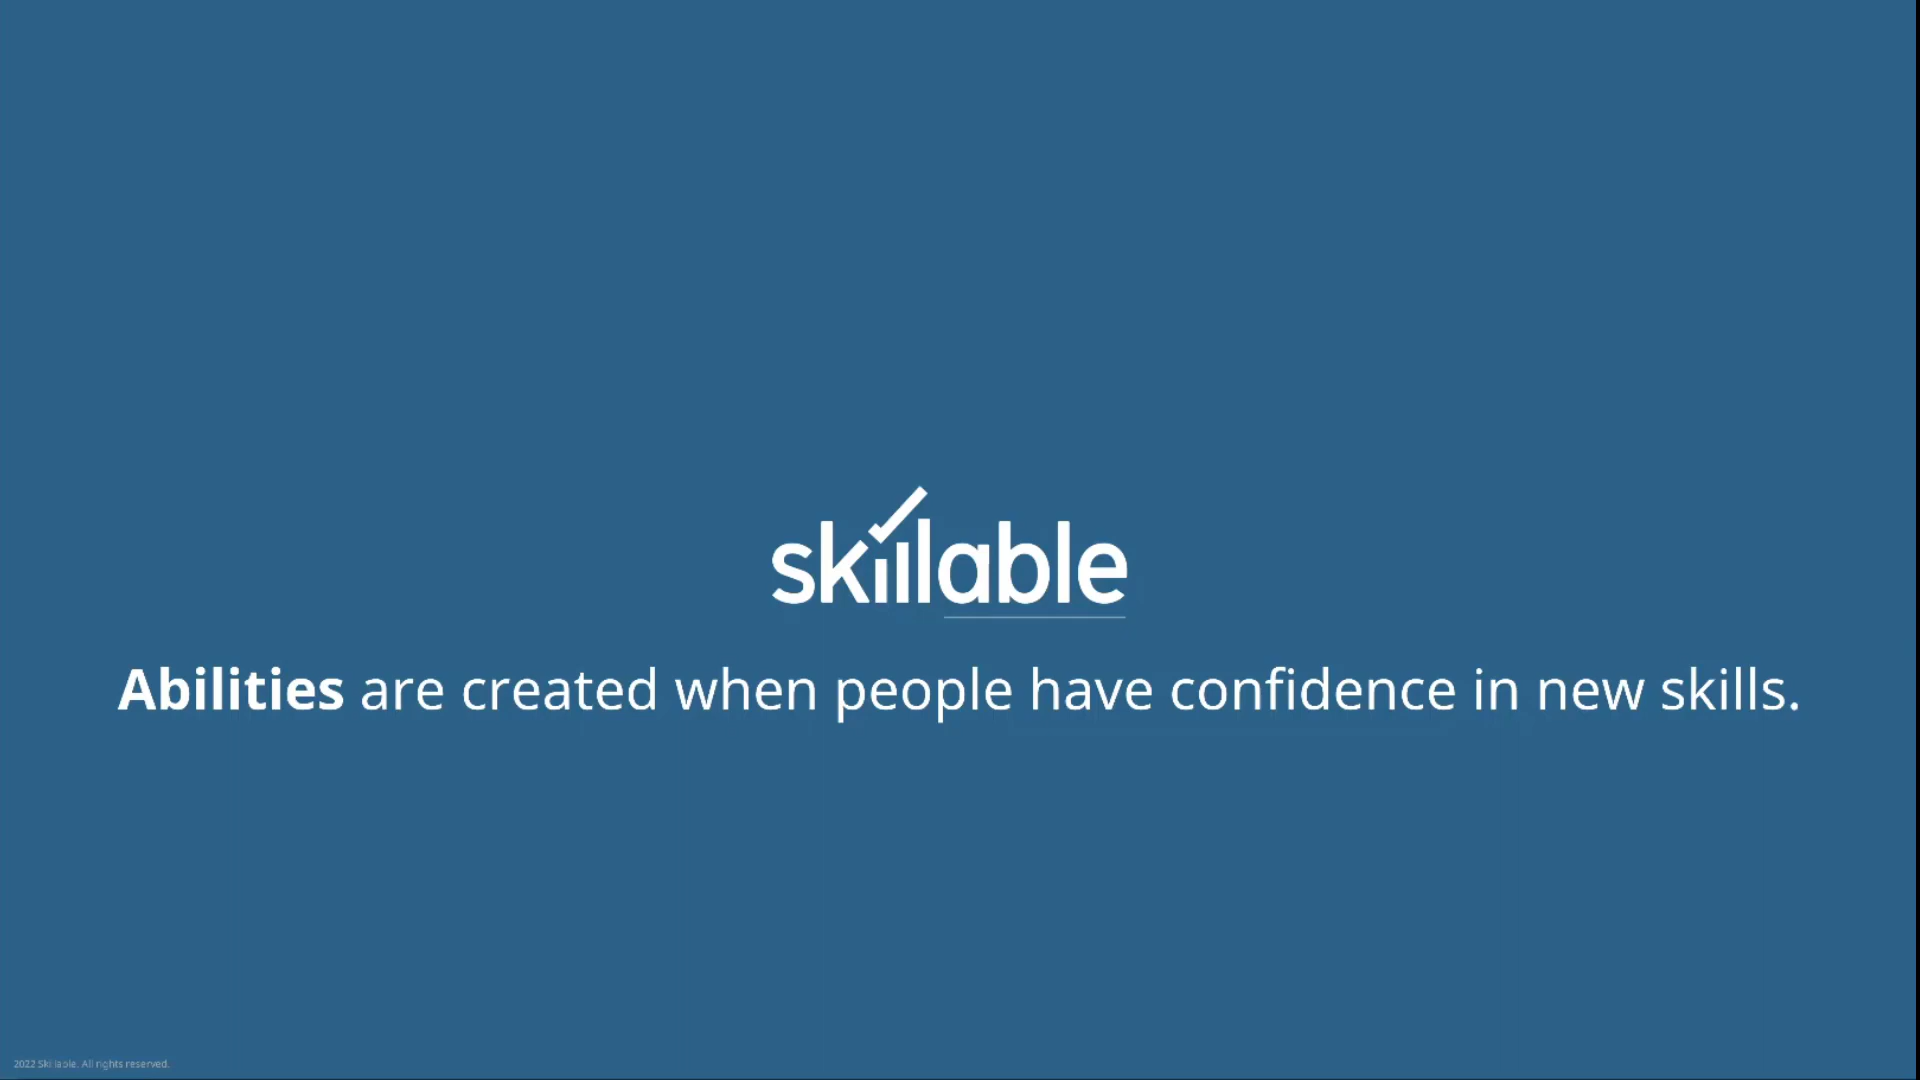 skillable
Abilities are created when people have confidence in new skills.
2022 Skillable. All rights reserved.